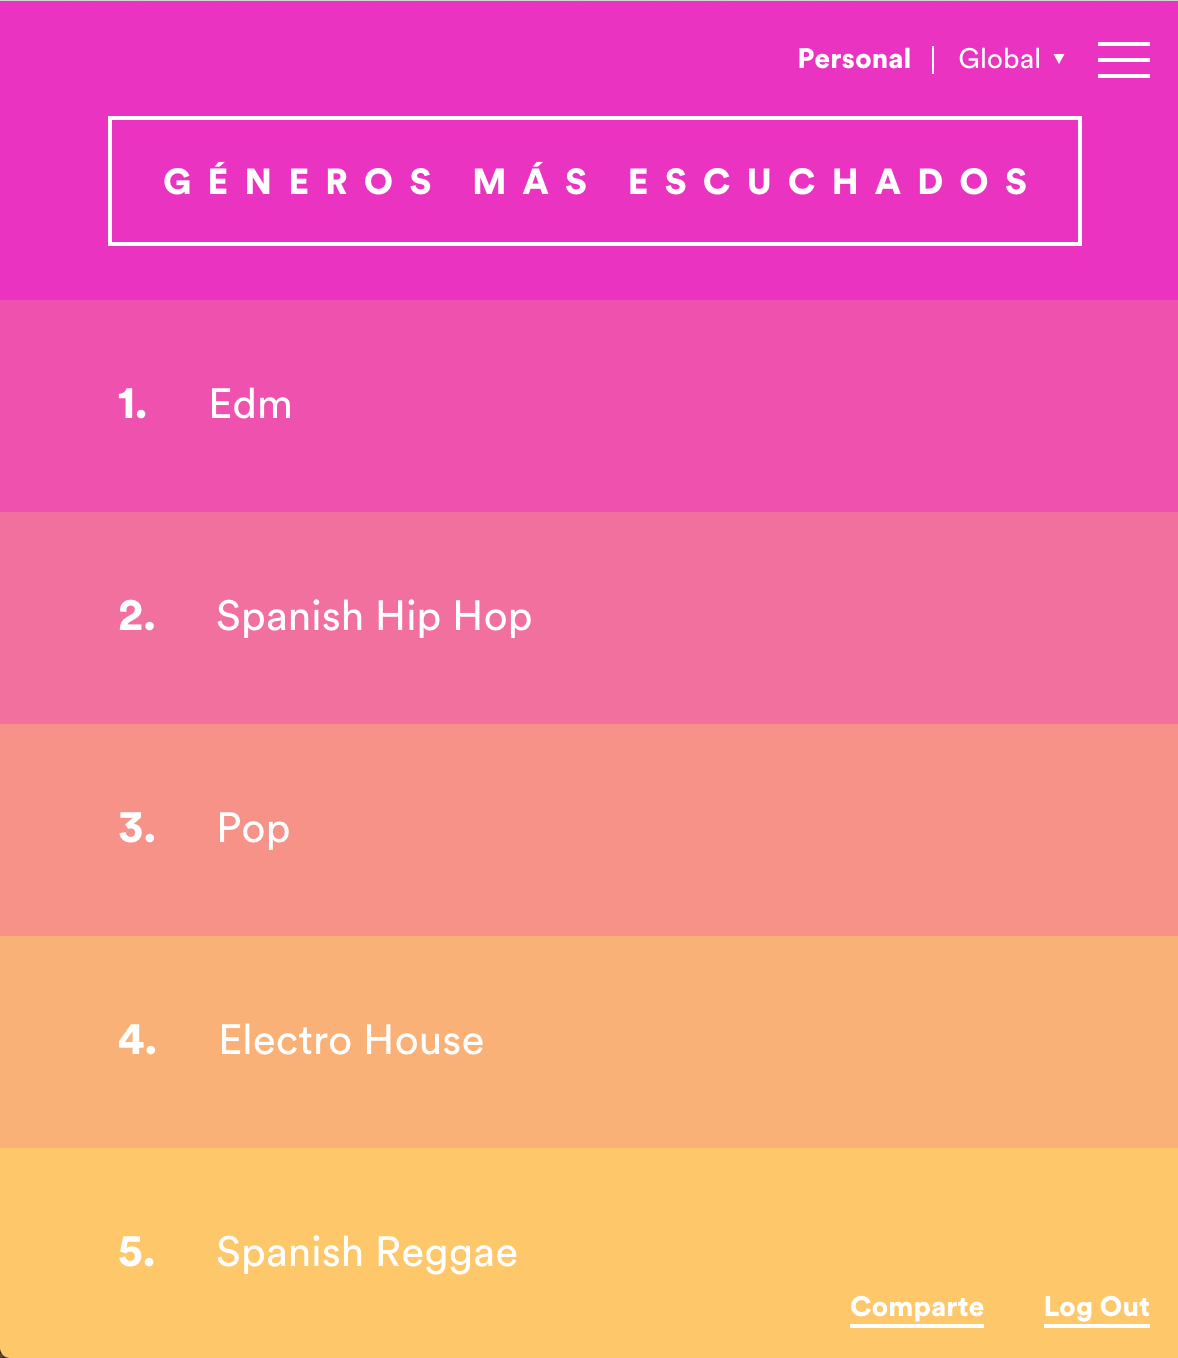 Personal | Global ▼
GÉNEROS MÁS ESCUCHADOS
1. Edm
2. Spanish Hip Hop
3. Pop
4. Electro House
5. Spanish Reggae
Comparte Log Out